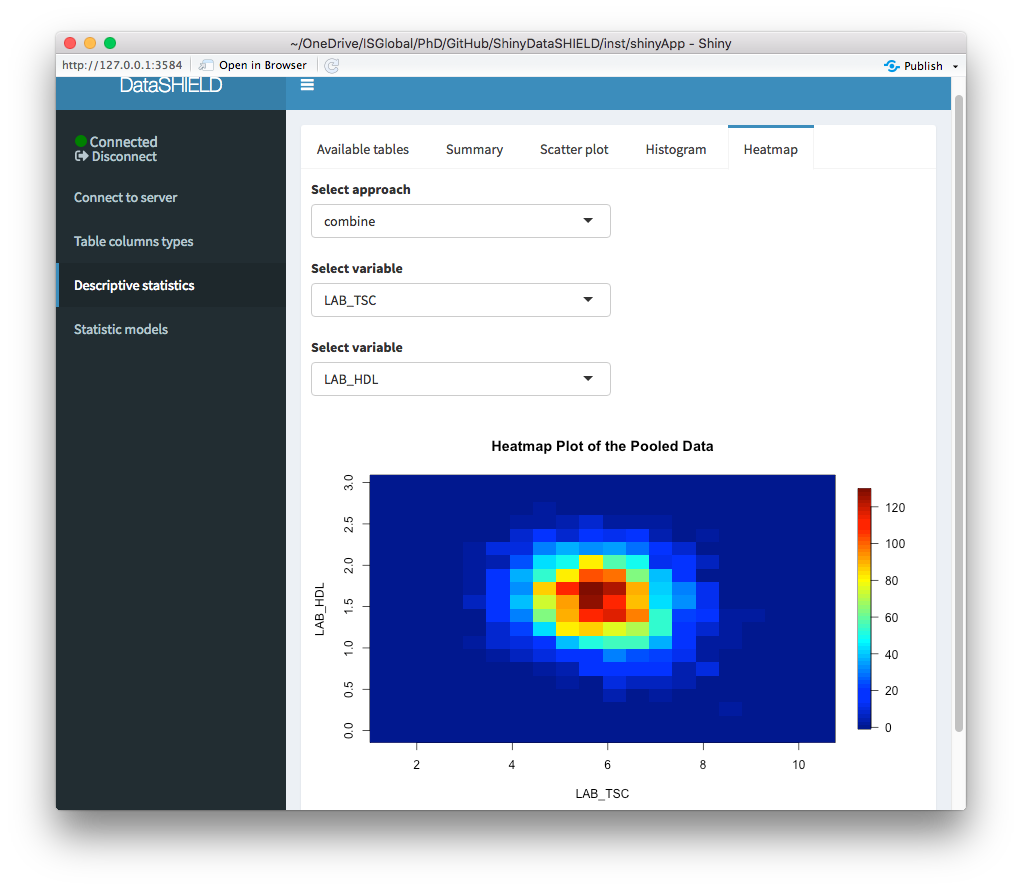 ~/OneDrive/ISGlobal/PhD/GitHub/ShinyDataSHIELD/inst/shinyApp - Shiny
http://127.0.0.1:3584 Open in Browser Publish
DataSHIELD
Connected
Disconnect
Connect to server
Table columns types
Descriptive statistics
Statistic models
Available tables Summary Scatter plot Histogram Heatmap
Select approach
combine
Select variable
LAB_TSC
Select variable
LAB_HDL
Heatmap Plot of the Pooled Data
LAB_HDL
3.0
2.5
2.0
1.5
1.0
0.5
0.0
2 4 6 8 10
LAB_TSC
120
100
80
60
40
20
0